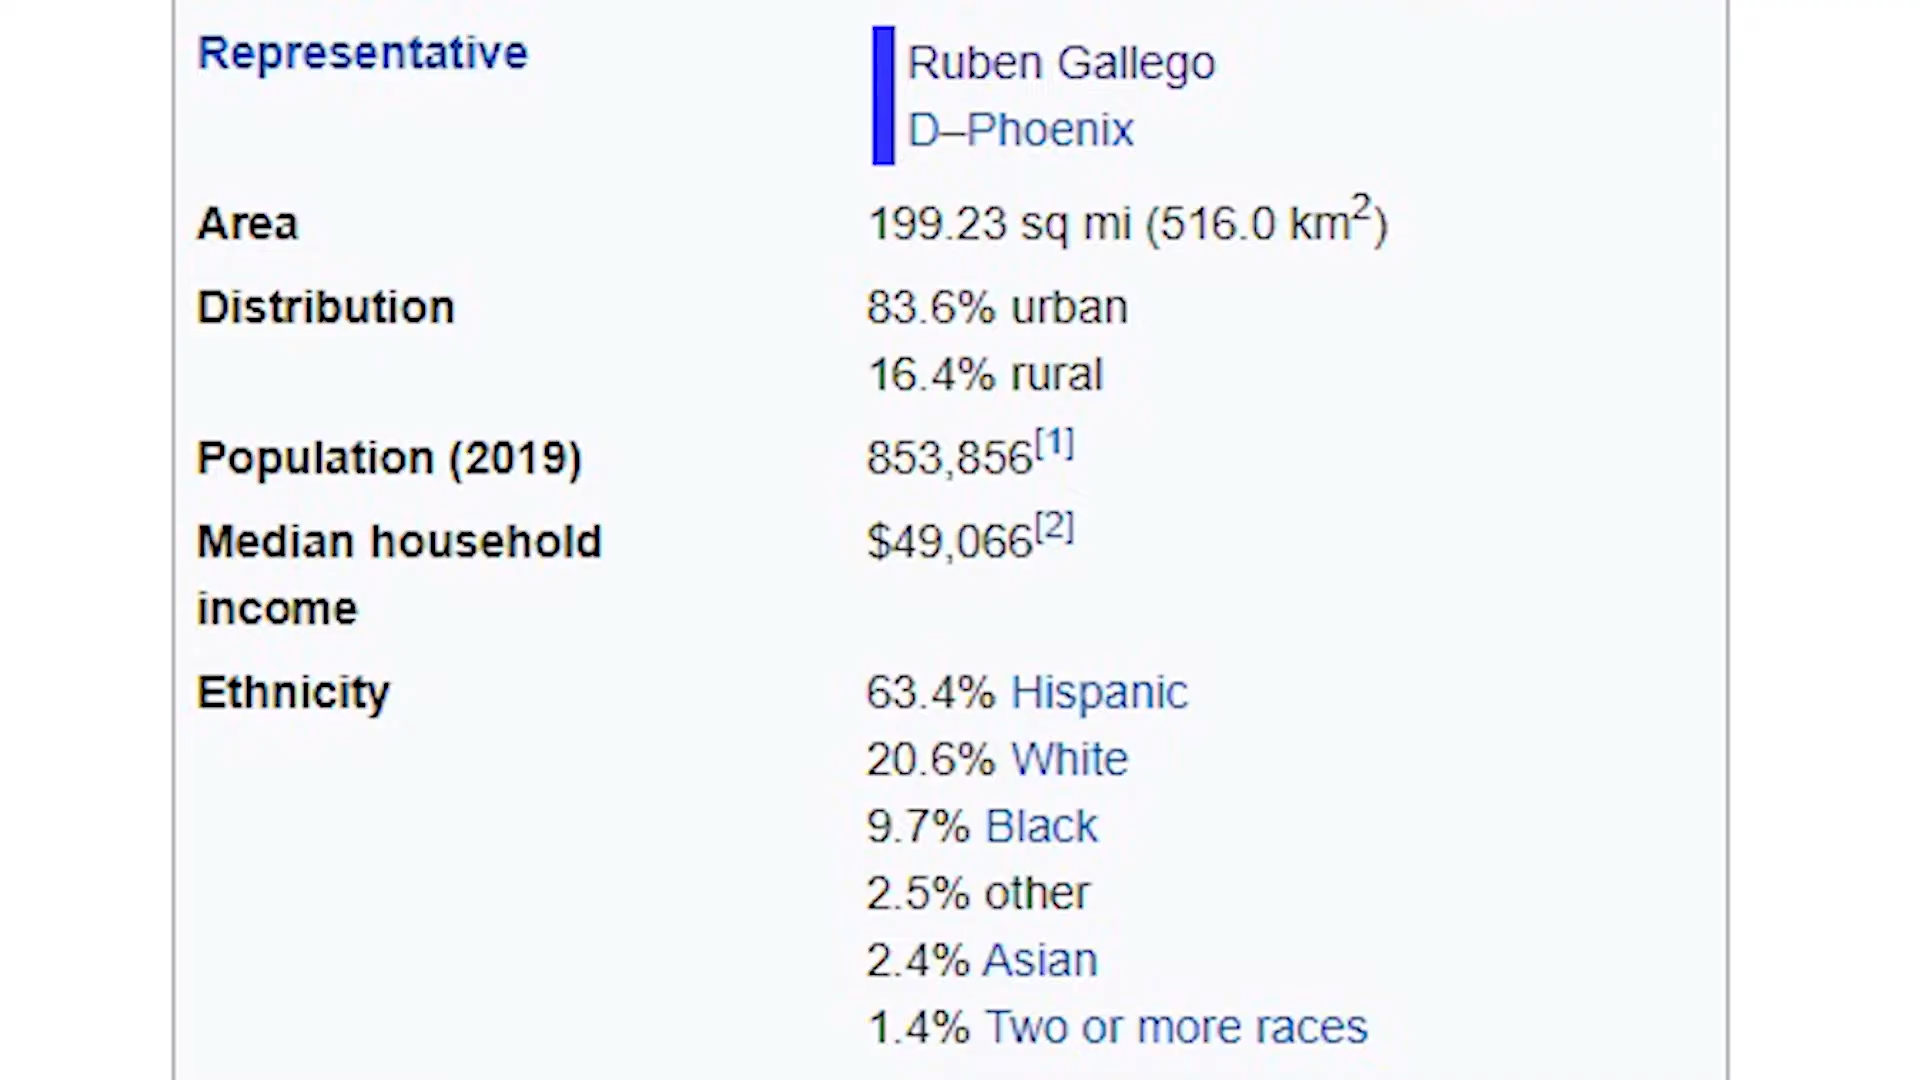 Representative
Ruben Gallego
D–Phoenix
Area 199.23 sq mi (516.0 km²)
Distribution 83.6% urban
16.4% rural
Population (2019) 853,856[1]
Median household $49,066[2]
income
Ethnicity 63.4% Hispanic
20.6% White
9.7% Black
2.5% other
2.4% Asian
1.4% Two or more races